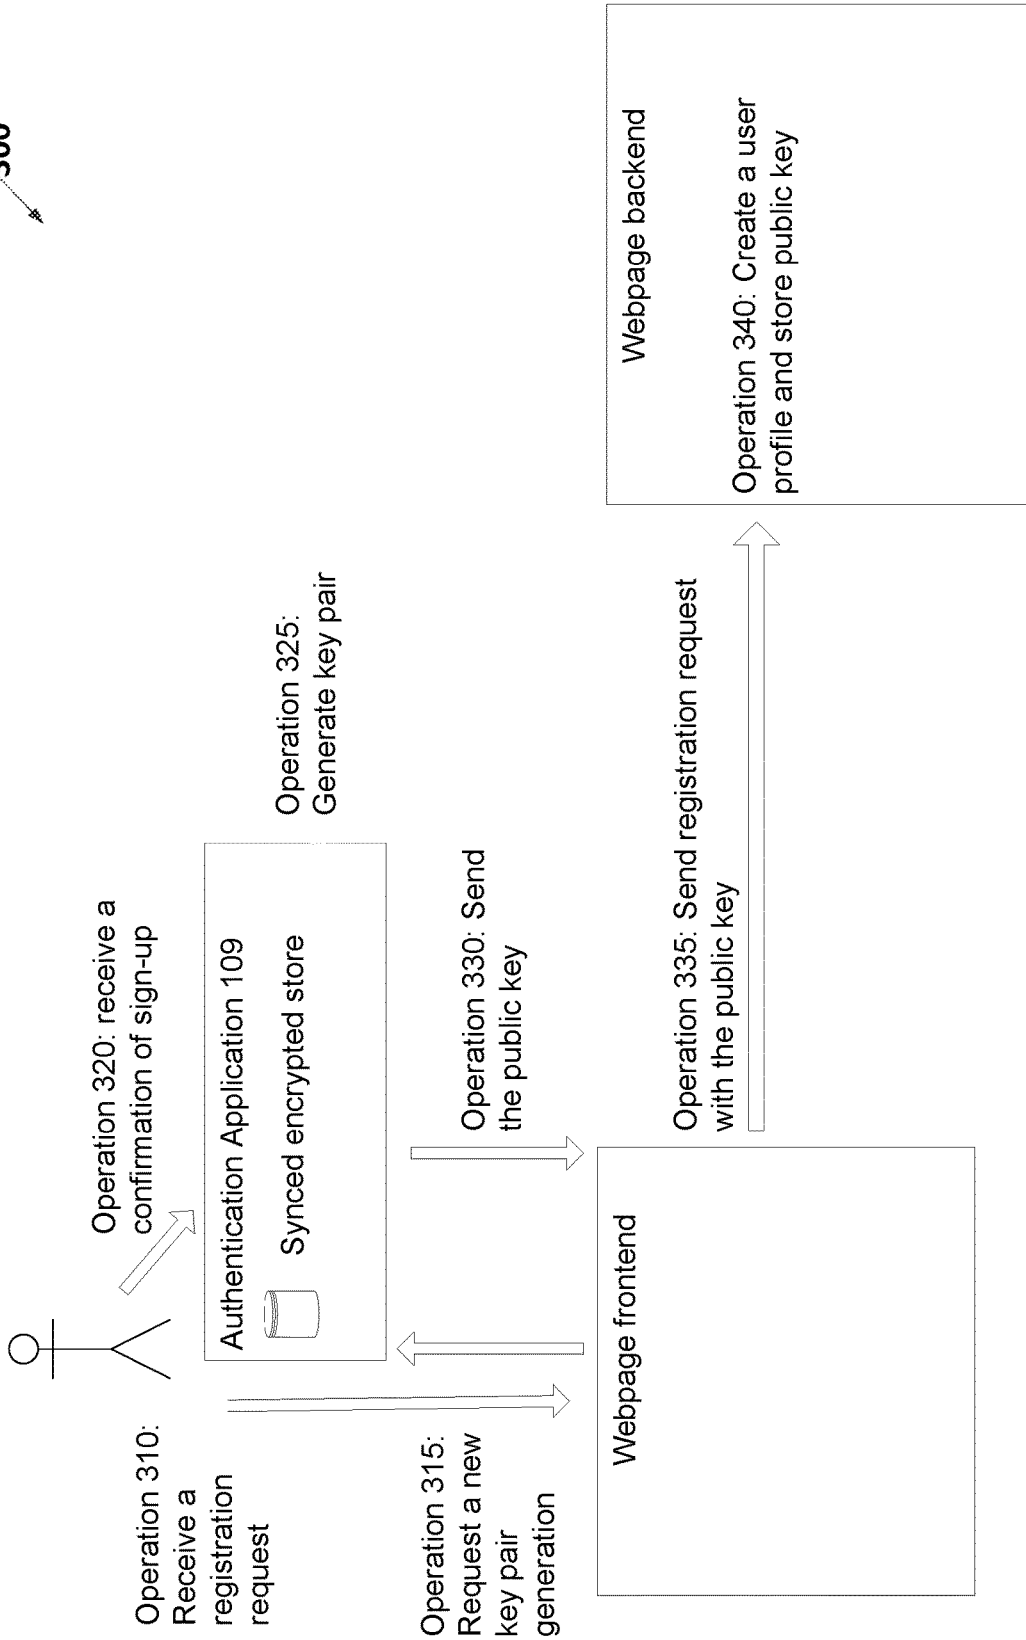 Operation 310:
Receive a
registration
request
Operation 320: receive a
confirmation of sign-up
Authentication Application 109
Synced encrypted store
Operation 325:
Generate key pair
Operation 315:
Request a new
key pair
generation
Operation 330: Send
the public key
Webpage frontend
Operation 335: Send registration request
with the public key
Webpage backend
Operation 340: Create a user
profile and store public key